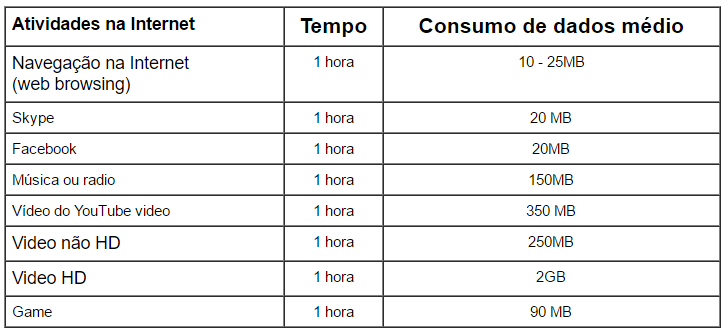 Atividades na Internet Tempo Consumo de dados médio
Navegação na Internet 1 hora 10 - 25MB
(web browsing)
Skype 1 hora 20 MB
Facebook 1 hora 20MB
Música ou radio 1 hora 150MB
Vídeo do YouTube video 1 hora 350 MB
Video não HD 1 hora 250MB
Video HD 1 hora 2GB
Game 1 hora 90 MB